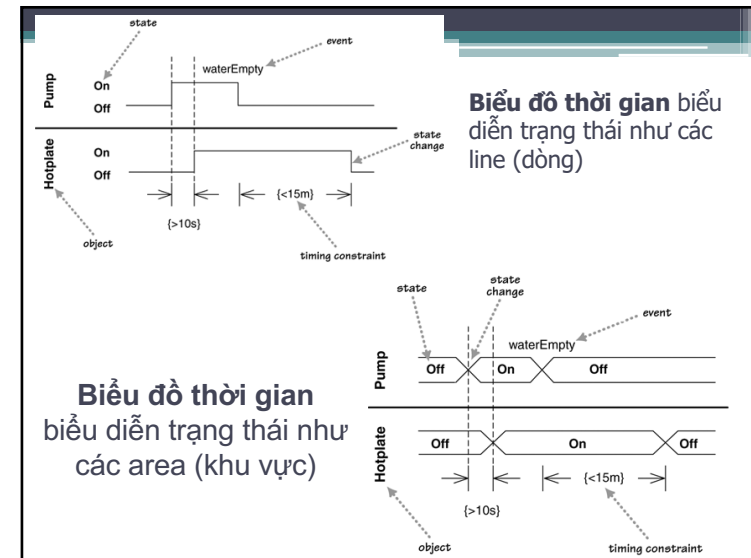 state
event
waterEmpty
Pump
On
Off
Hotplate
On
Off
state
change
{<15m}
{>10s}
object
timing constraint
Biểu đồ thời gian biểu
diễn trạng thái như các
line (dòng)
Biểu đồ thời gian
biểu diễn trạng thái như
các area (khu vực)
state
state
change
event
waterEmpty
Pump
Off
On
Off
Hotplate
Off
On
Off
{<15m}
{>10s}
object
timing constraint